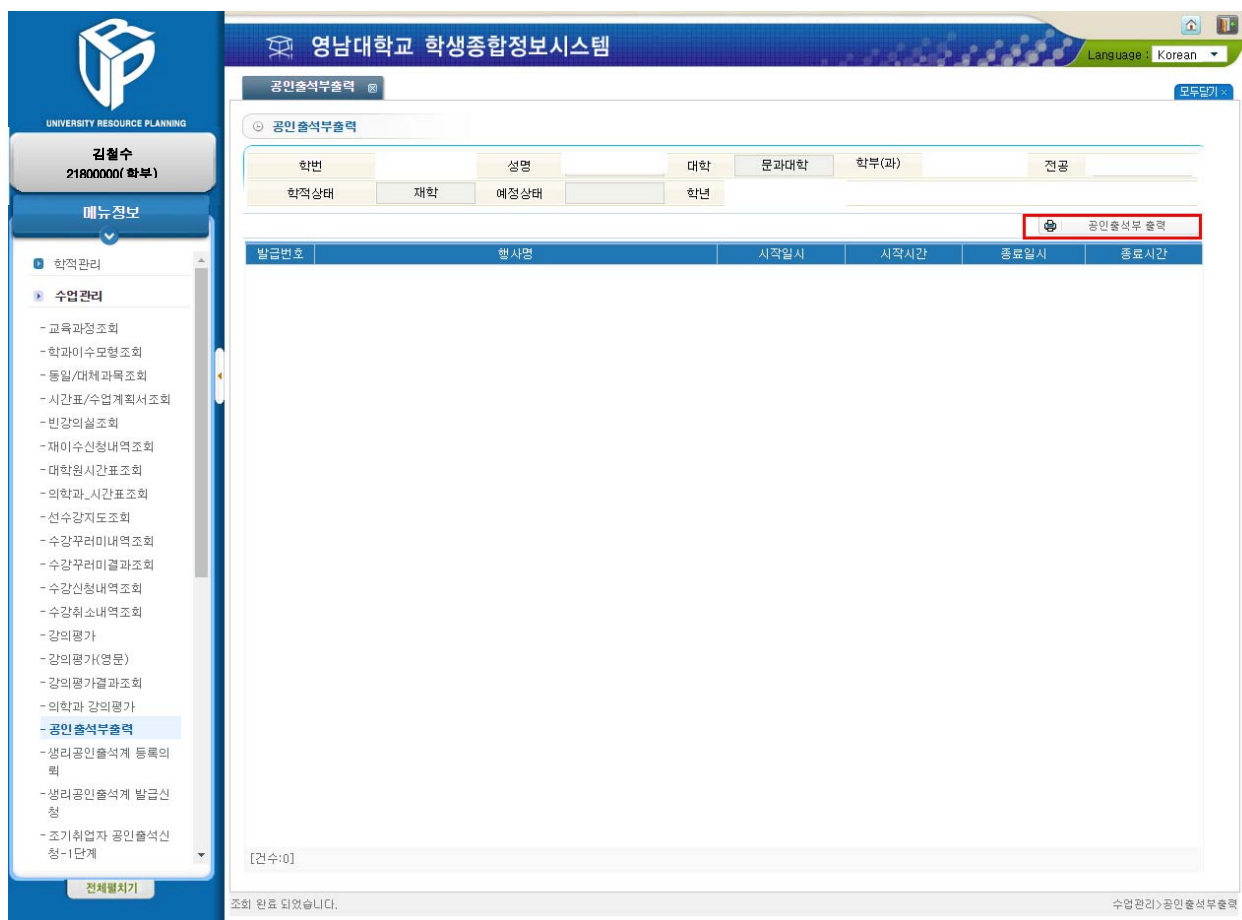 영남대학교 학생종합정보시스템
Language : Korean
UP
UNIVERSITY RESOURCE PLANNING
김철수
21800000( 학부)
메뉴정보
학적관리
수업관리
-교육과정조회
-학과이수모형조회
-동일/대체과목조회
-시간표/수업계획서조회
-빈강의실조회
-재이수신청내역조회
-대학원시간표조회
-의학과_시간표조회
-선수강지도조회
-수강꾸러미내역조회
-수강꾸러미결과조회
-수강신청내역조회
-수강취소내역조회
-강의평가
-강의평가(영문)
-강의평가결과조회
-의학과 강의평가
-공인출석부출력
-생리공인출석계 등록의
뢰
-생리공인출석계 발급신
청
-조기취업자 공인출석신
청-1단계
전체펼치기
공인출석부출력
모두닫기 ×
공인출석부출력
학번 성명 대학 문과대학 학부(과) 전공
학적상태 재학 예정상태 학년
공인출석부 출력
발급번호 행사명 시작일시 시작시간 종료일시 종료시간
[건수:0]
조회 완료 되었습니다.
수업관리>공인출석부출력